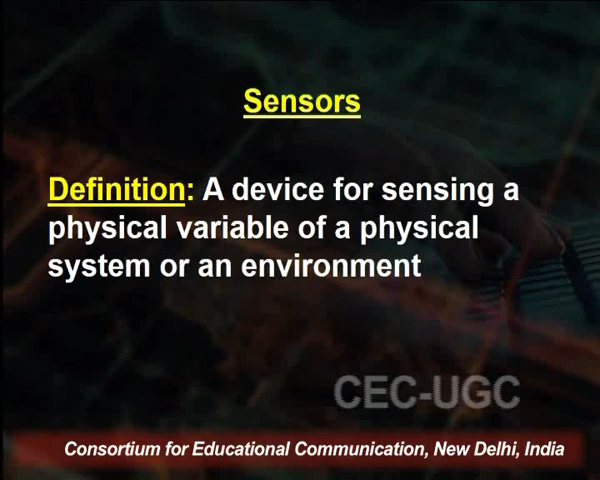 Sensors
Definition: A device for sensing a
physical variable of a physical
system or an environment
CEC-UGC
Consortium for Educational Communication, New Delhi, India